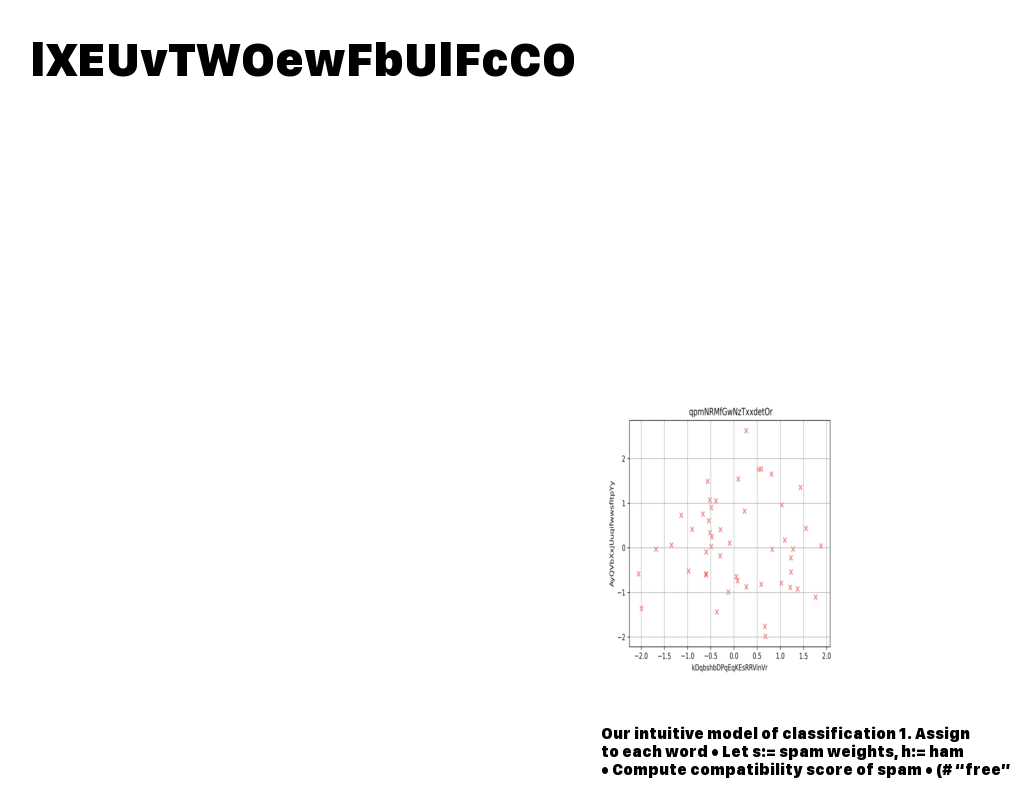 lXEUvTWOewFbUlFcCO
qpmNRMfGwNzTxxdetOr
2
1
0
−1
−2
AyQVbXxjUuqifwwsfltpYy
−2.0 −1.5 −1.0 −0.5 0.0 0.5 1.0 1.5 2.0
kDqbshbDPqEqKEsRRVinVr
Our intuitive model of classification 1. Assign
to each word • Let s:= spam weights, h:= ham
• Compute compatibility score of spam • (# “free”